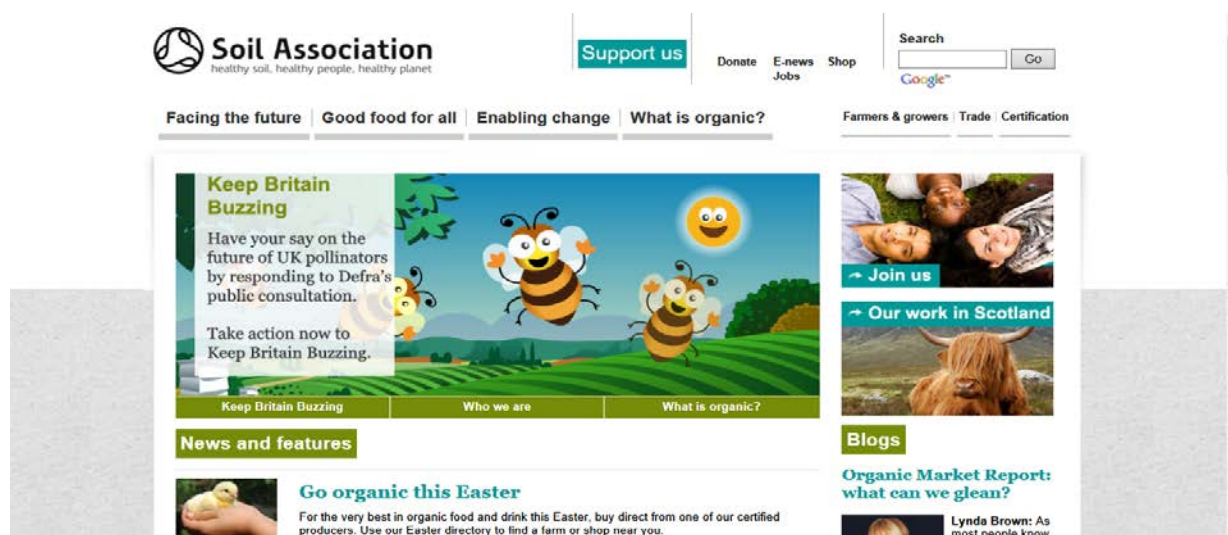 Soil Association
healthy soil, healthy people, healthy planet
Support us
Donate
E-news
Shop
Jobs
Search
Go
Google™
Facing the future
Good food for all
Enabling change
What is organic?
Farmers & growers
Trade
Certification
Keep Britain
Buzzing
Have your say on the
future of UK pollinators
by responding to Defra's
public consultation.
Take action now to
Keep Britain Buzzing.
Keep Britain Buzzing
Who we are
What is organic?
Join us
Our work in Scotland
News and features
Go organic this Easter
For the very best in organic food and drink this Easter, buy direct from one of our certified
producers. Use our Easter directory to find a farm or shop near you.
Blogs
Organic Market Report:
what can we glean?
Lynda Brown: As
most people know